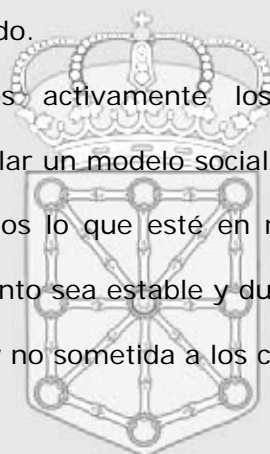 do.
s activamente los
lar un modelo social
os lo que esté en r
nto sea estable y du
no sometida a los c